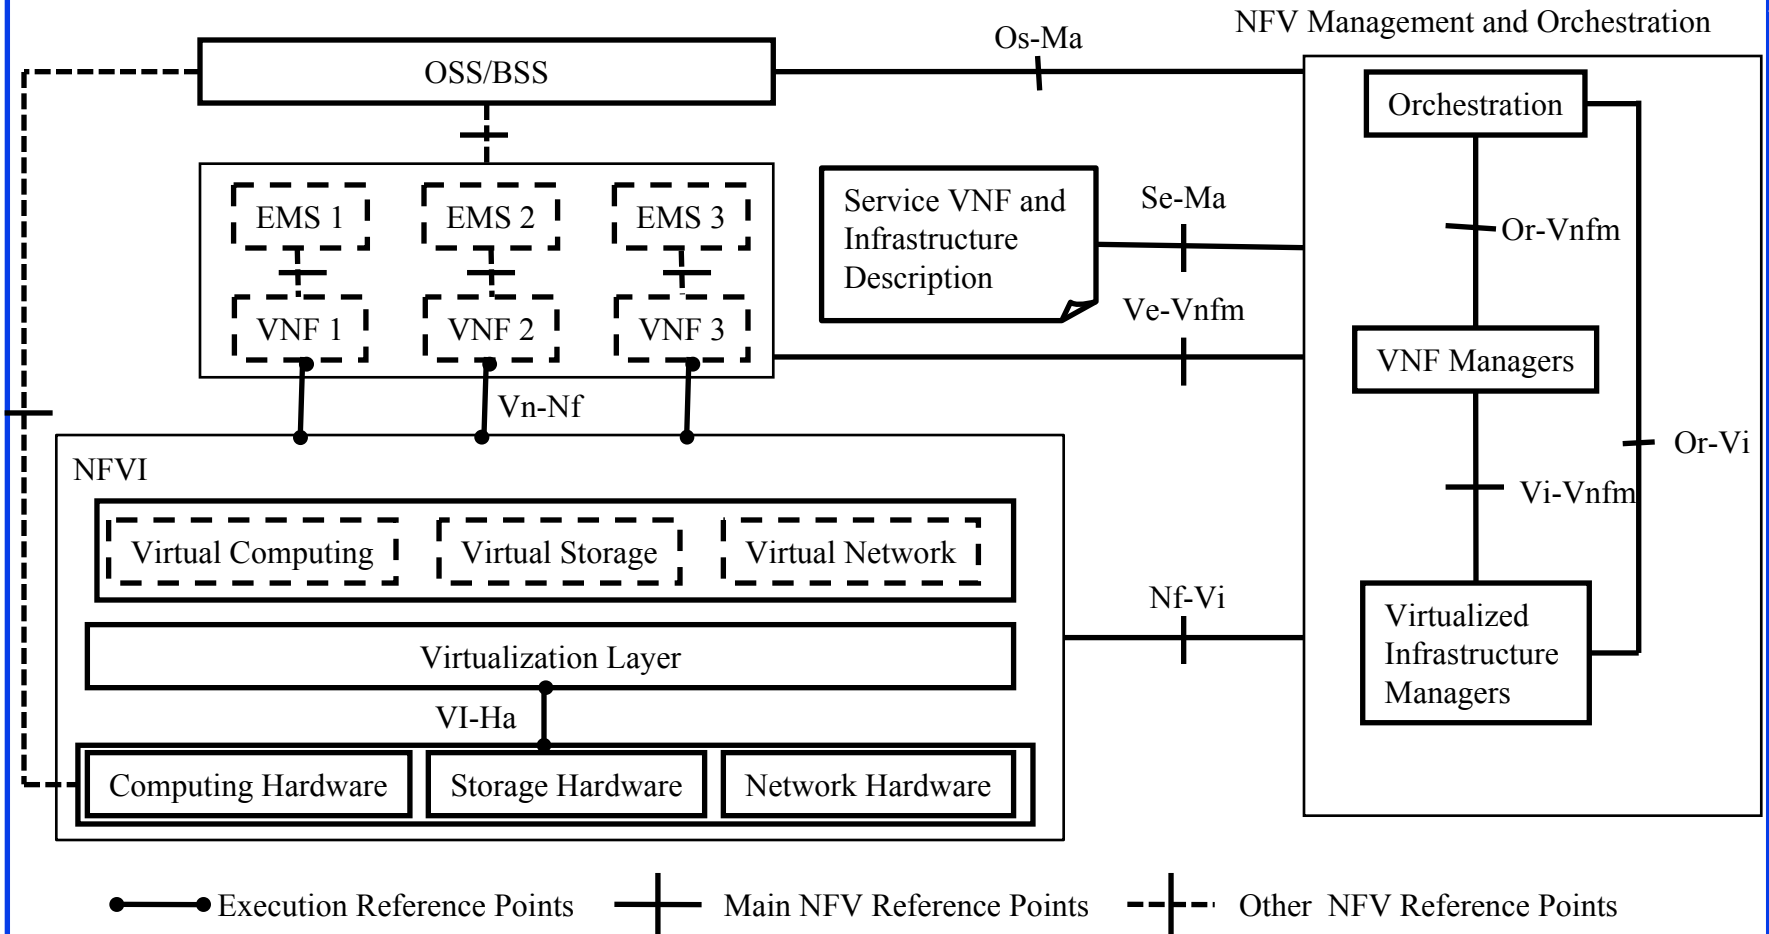 NFV Management and Orchestration
Os-Ma
OSS/BSS
Orchestration
EMS 1
EMS 2
EMS 3
Service VNF and
Infrastructure
Description
Se-Ma
Or-Vnfm
VNF 1
VNF 2
VNF 3
Ve-Vnfm
VNF Managers
Vn-Nf
Or-Vi
NFVI
Vi-Vnfm
Virtual Computing
Virtual Storage
Virtual Network
Nf-Vi
Virtualized
Infrastructure
Managers
Virtualization Layer
VI-Ha
Computing Hardware
Storage Hardware
Network Hardware
Execution Reference Points
Main NFV Reference Points
Other NFV Reference Points